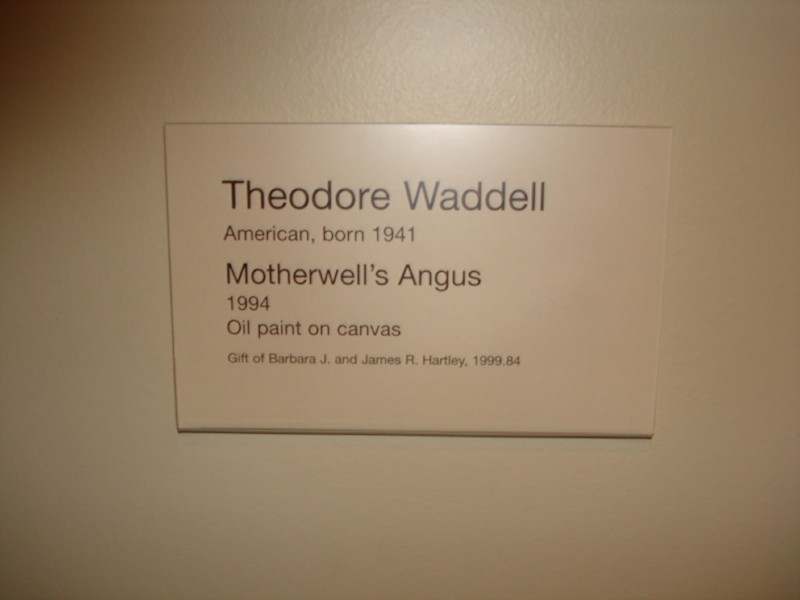 Theodore Waddell
American, born 1941
Motherwell's Angus
1994
Oil paint on canvas
Gift of Barbara J. and James R. Hartley, 1999.84